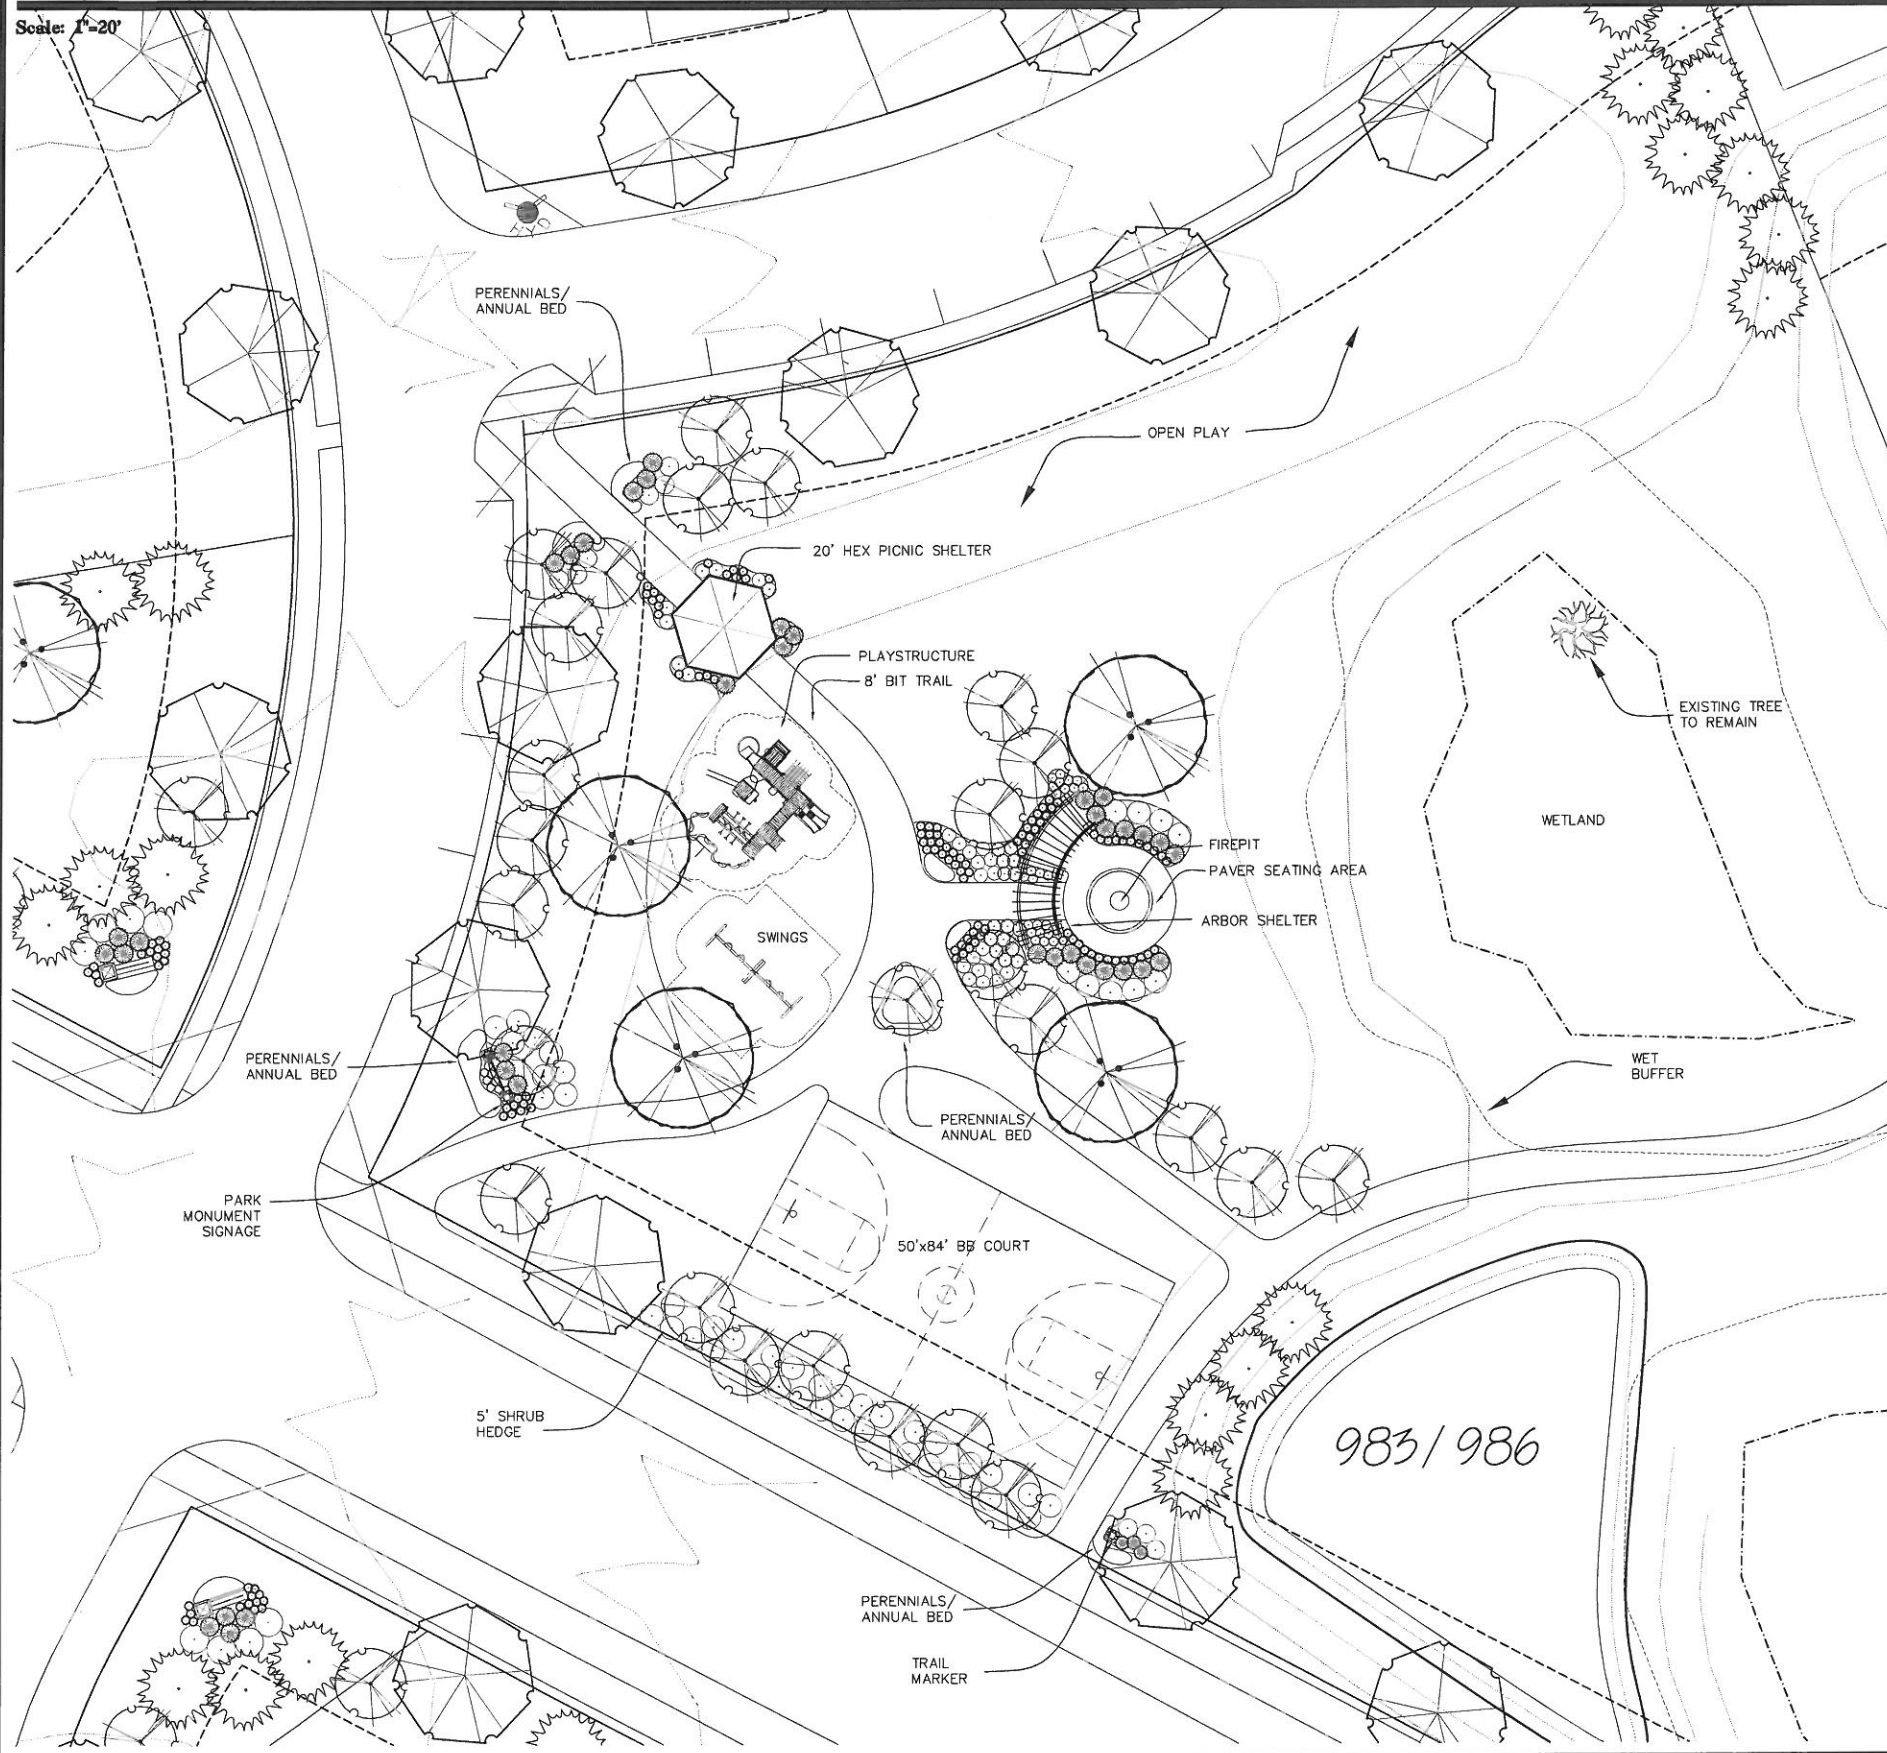 Scale: 1"=20'
HYD
PERENNIALS/
ANNUAL BED
OPEN PLAY
20' HEX PICNIC SHELTER
PLAYSTRUCTURE
8' BIT TRAIL
EXISTING TREE
TO REMAIN
WETLAND
FIREPIT
PAVER SEATING AREA
ARBOR SHELTER
SWINGS
PERENNIALS/
ANNUAL BED
WET
BUFFER
PERENNIALS/
ANNUAL BED
PARK
MONUMENT
SIGNAGE
50'x84' BB COURT
5' SHRUB
HEDGE
983/986
PERENNIALS/
ANNUAL BED
TRAIL
MARKER